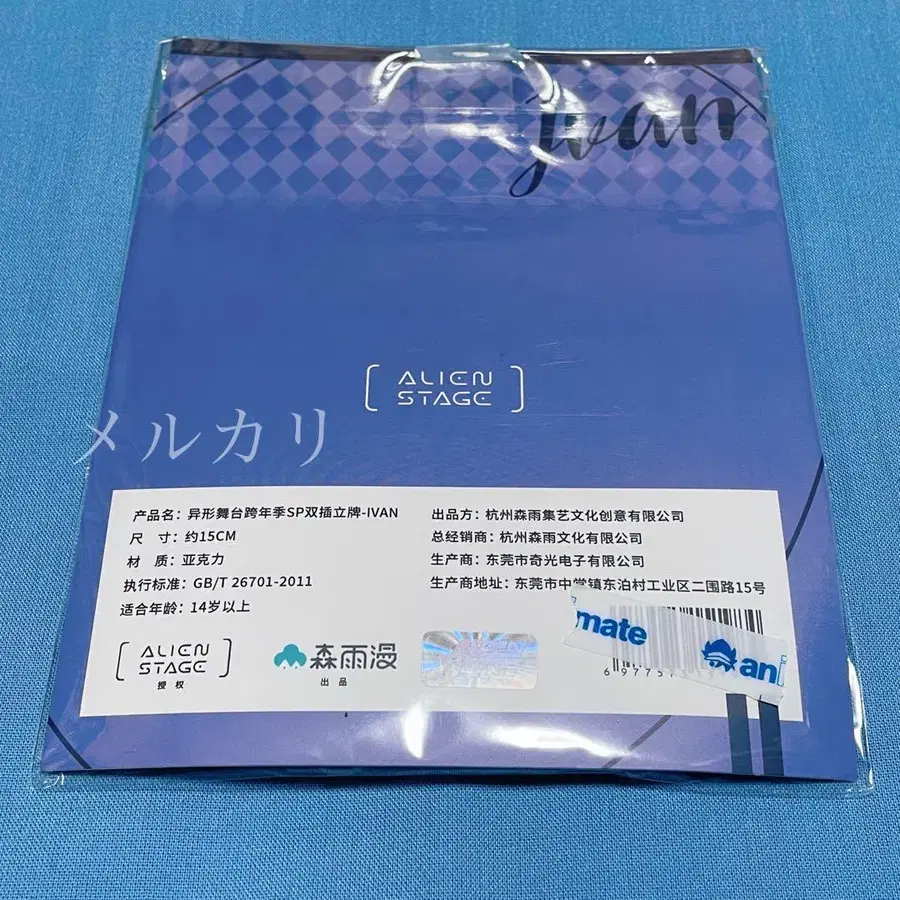 ivan
ALIEN
STAGE
メルカリ
产品名：异形舞台跨年季SP双插立牌-IVAN
尺 寸：约15CM
材 质：亚克力
执行标准：GB/T 26701-2011
适合年龄：14岁以上
出品方：杭州森雨集艺文化创意有限公司
总经销商：杭州森雨文化有限公司
生产商：东莞市奇光电子有限公司
生产商地址：东莞市中堂镇东泊村工业区二围路15号
ALIEN
STAGE
授权
森雨漫
出品
mate
an
6 97757